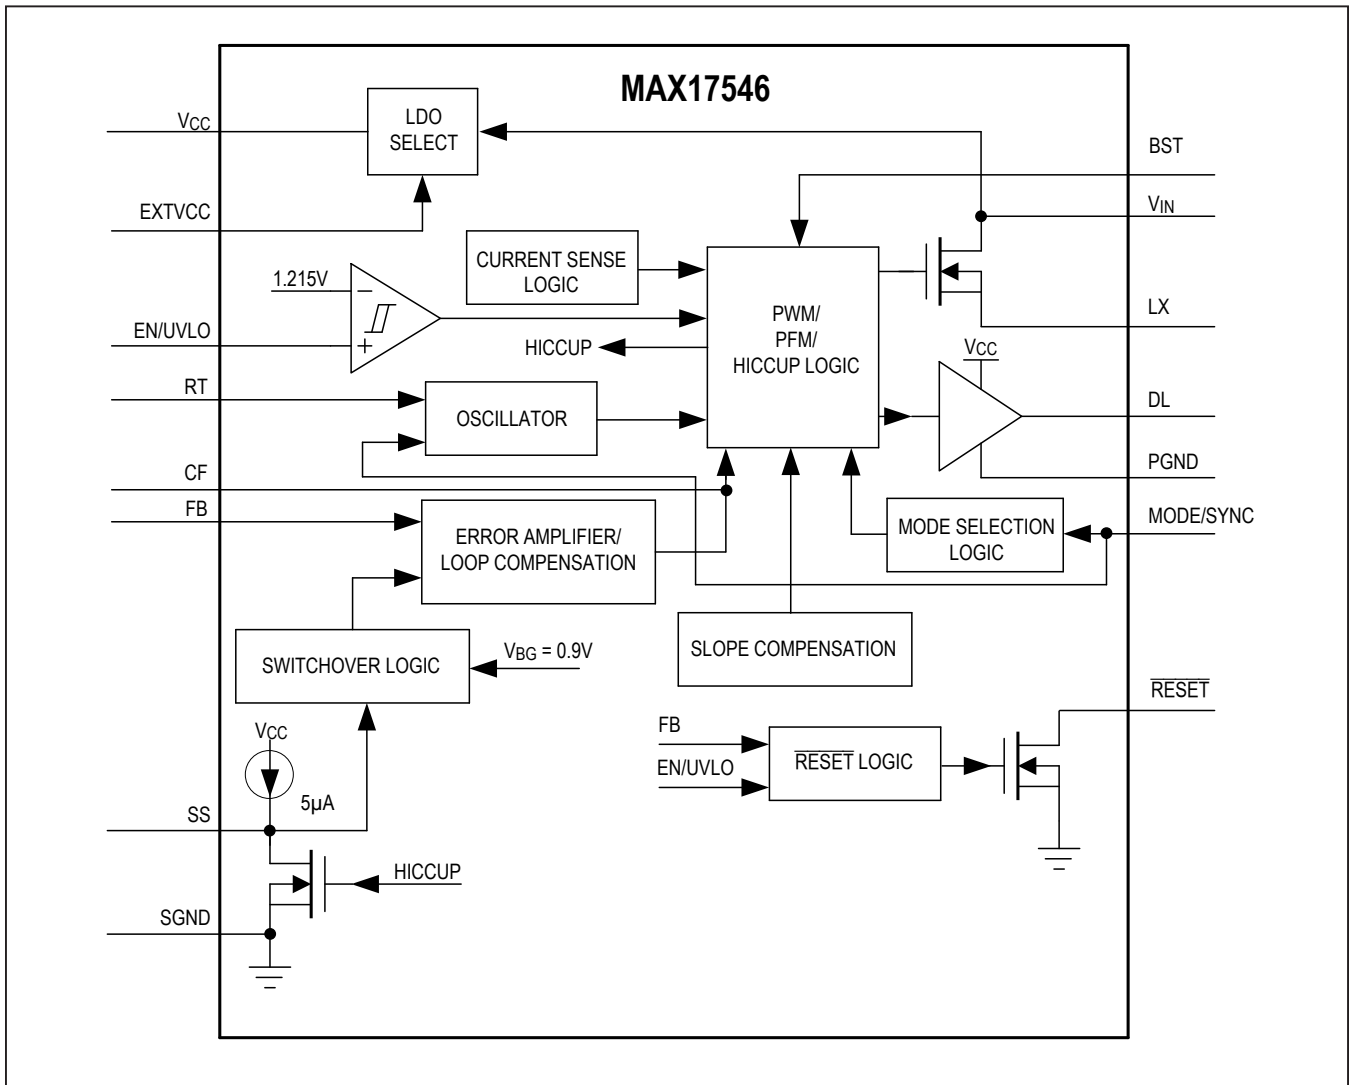 MAX17546
VCC
LDO
SELECT
BST
EXTVCC
VIN
CURRENT SENSE
LOGIC
1.215V
−
+
EN/UVLO
PWM/
PFM/
HICCUP LOGIC
LX
HICCUP
VCC
RT
OSCILLATOR
DL
CF
PGND
FB
ERROR AMPLIFIER/
LOOP COMPENSATION
MODE SELECTION
LOGIC
MODE/SYNC
SWITCHOVER LOGIC
VBG = 0.9V
SLOPE COMPENSATION
RESET
VCC
5µA
FB
EN/UVLO
RESET LOGIC
SS
HICCUP
SGND